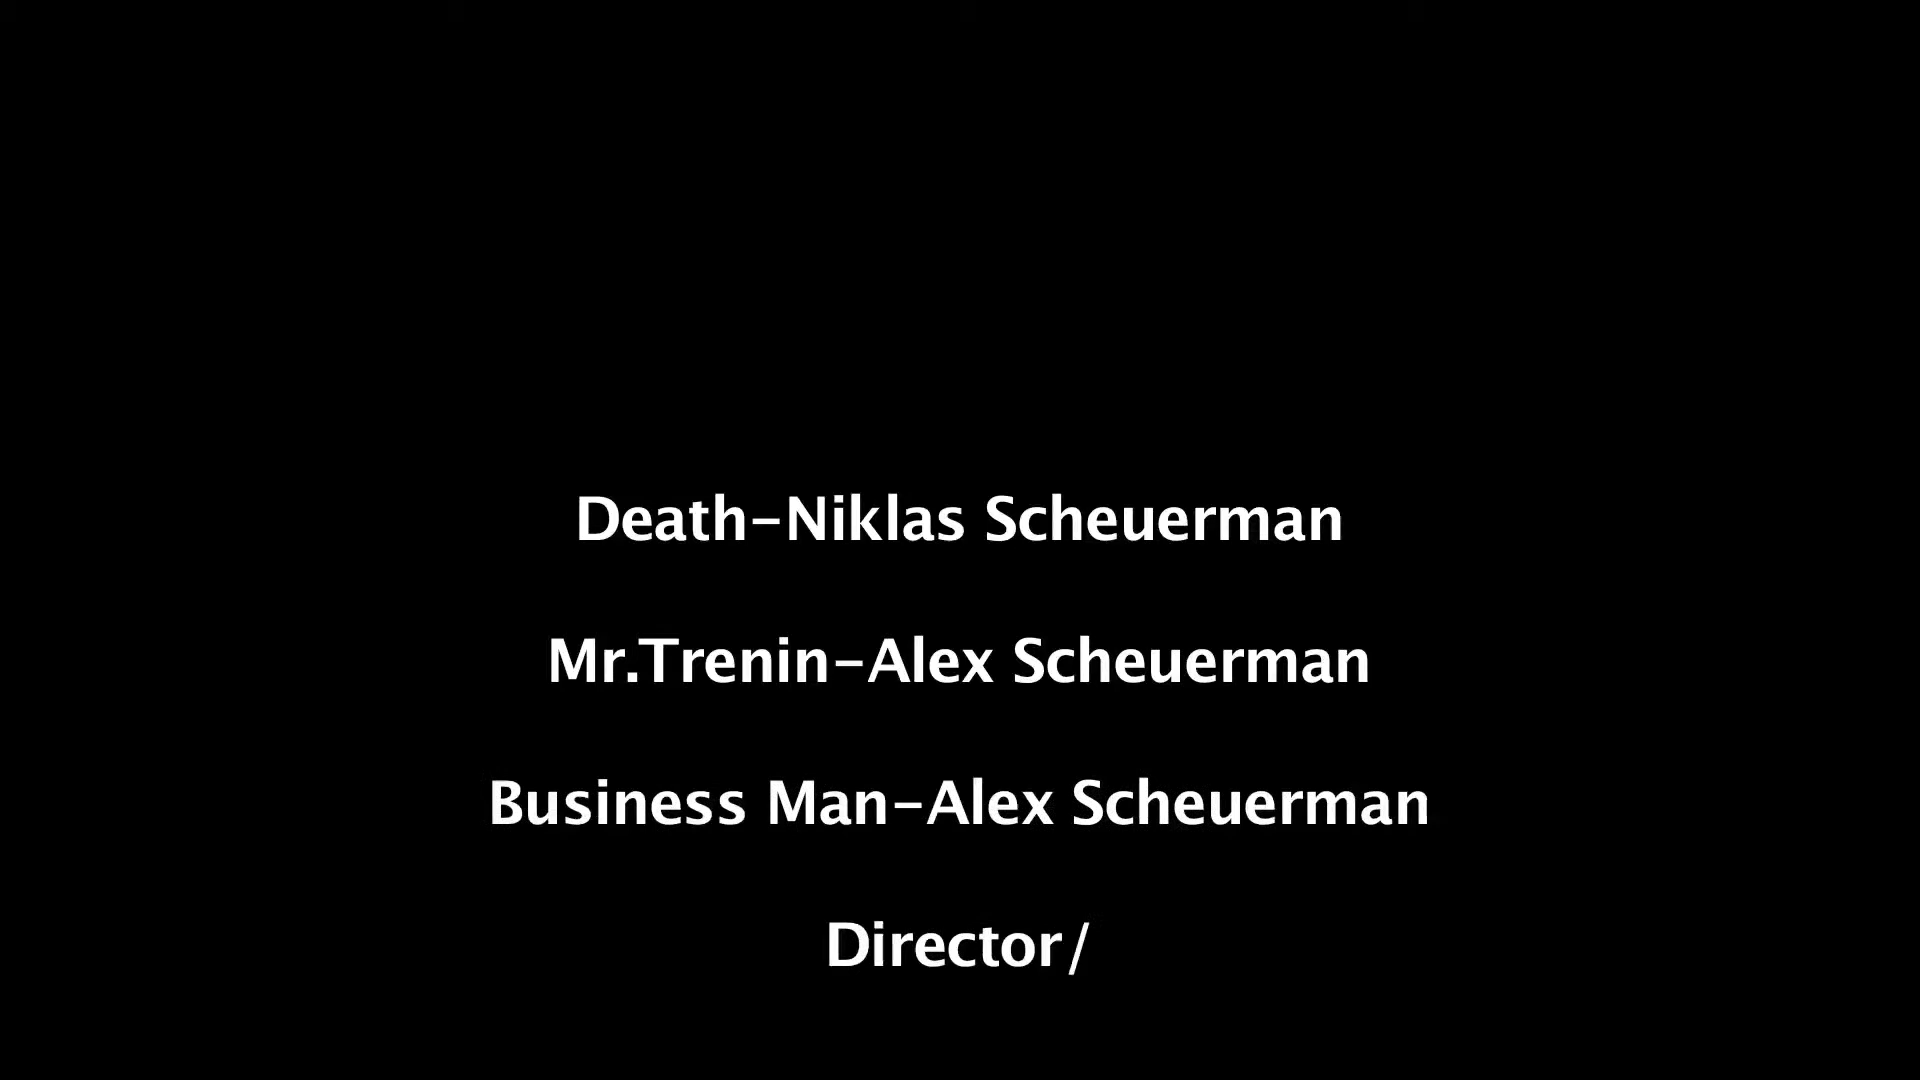 Death-Niklas Scheuerman
Mr.Trenin-Alex Scheuerman
Business Man-Alex Scheuerman
Director/